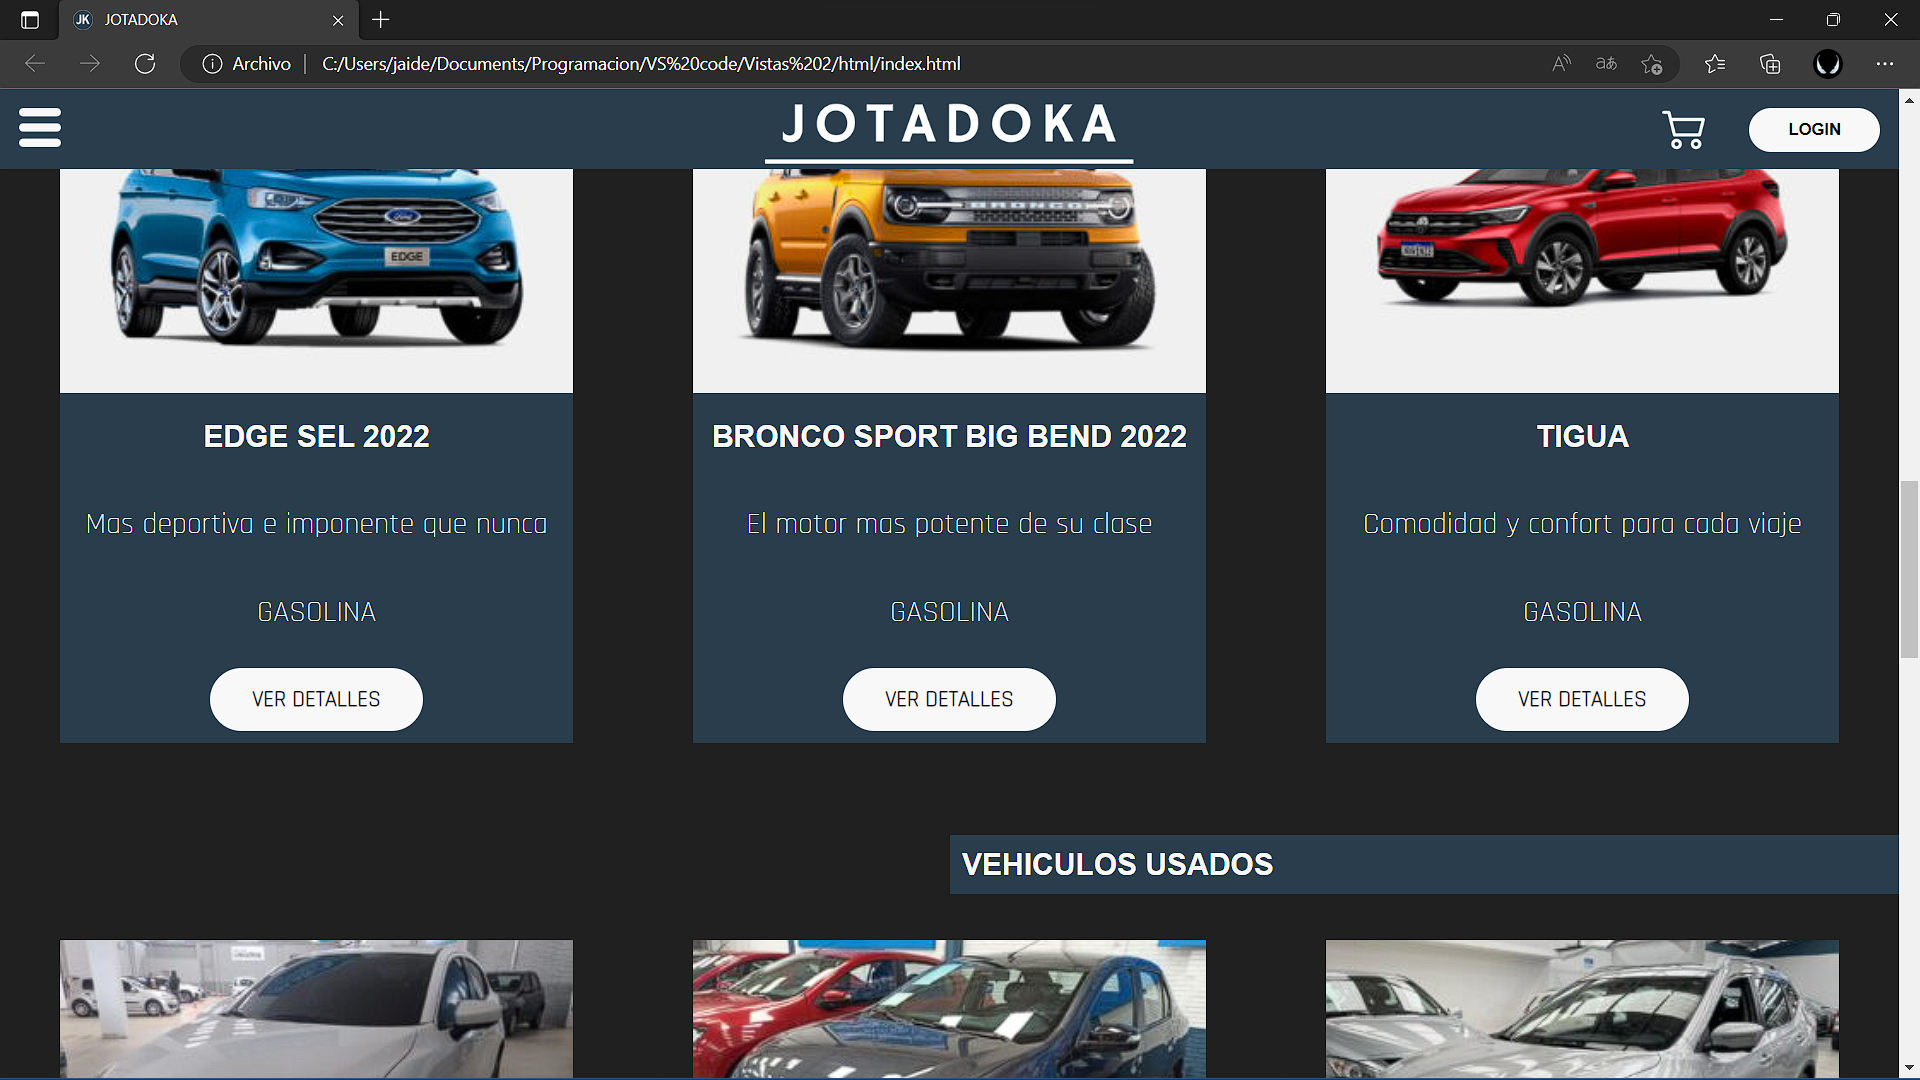 JK JOTADOKA
Archivo C:/Users/jaide/Documents/Programacion/VS%20code/Vistas%202/html/index.html
JOTADOKA
LOGIN
EDGE
BRONCO
EDGE SEL 2022
BRONCO SPORT BIG BEND 2022
TIGUA
Mas deportiva e imponente que nunca
El motor mas potente de su clase
Comodidad y confort para cada viaje
GASOLINA
GASOLINA
GASOLINA
VER DETALLES
VER DETALLES
VER DETALLES
VEHICULOS USADOS